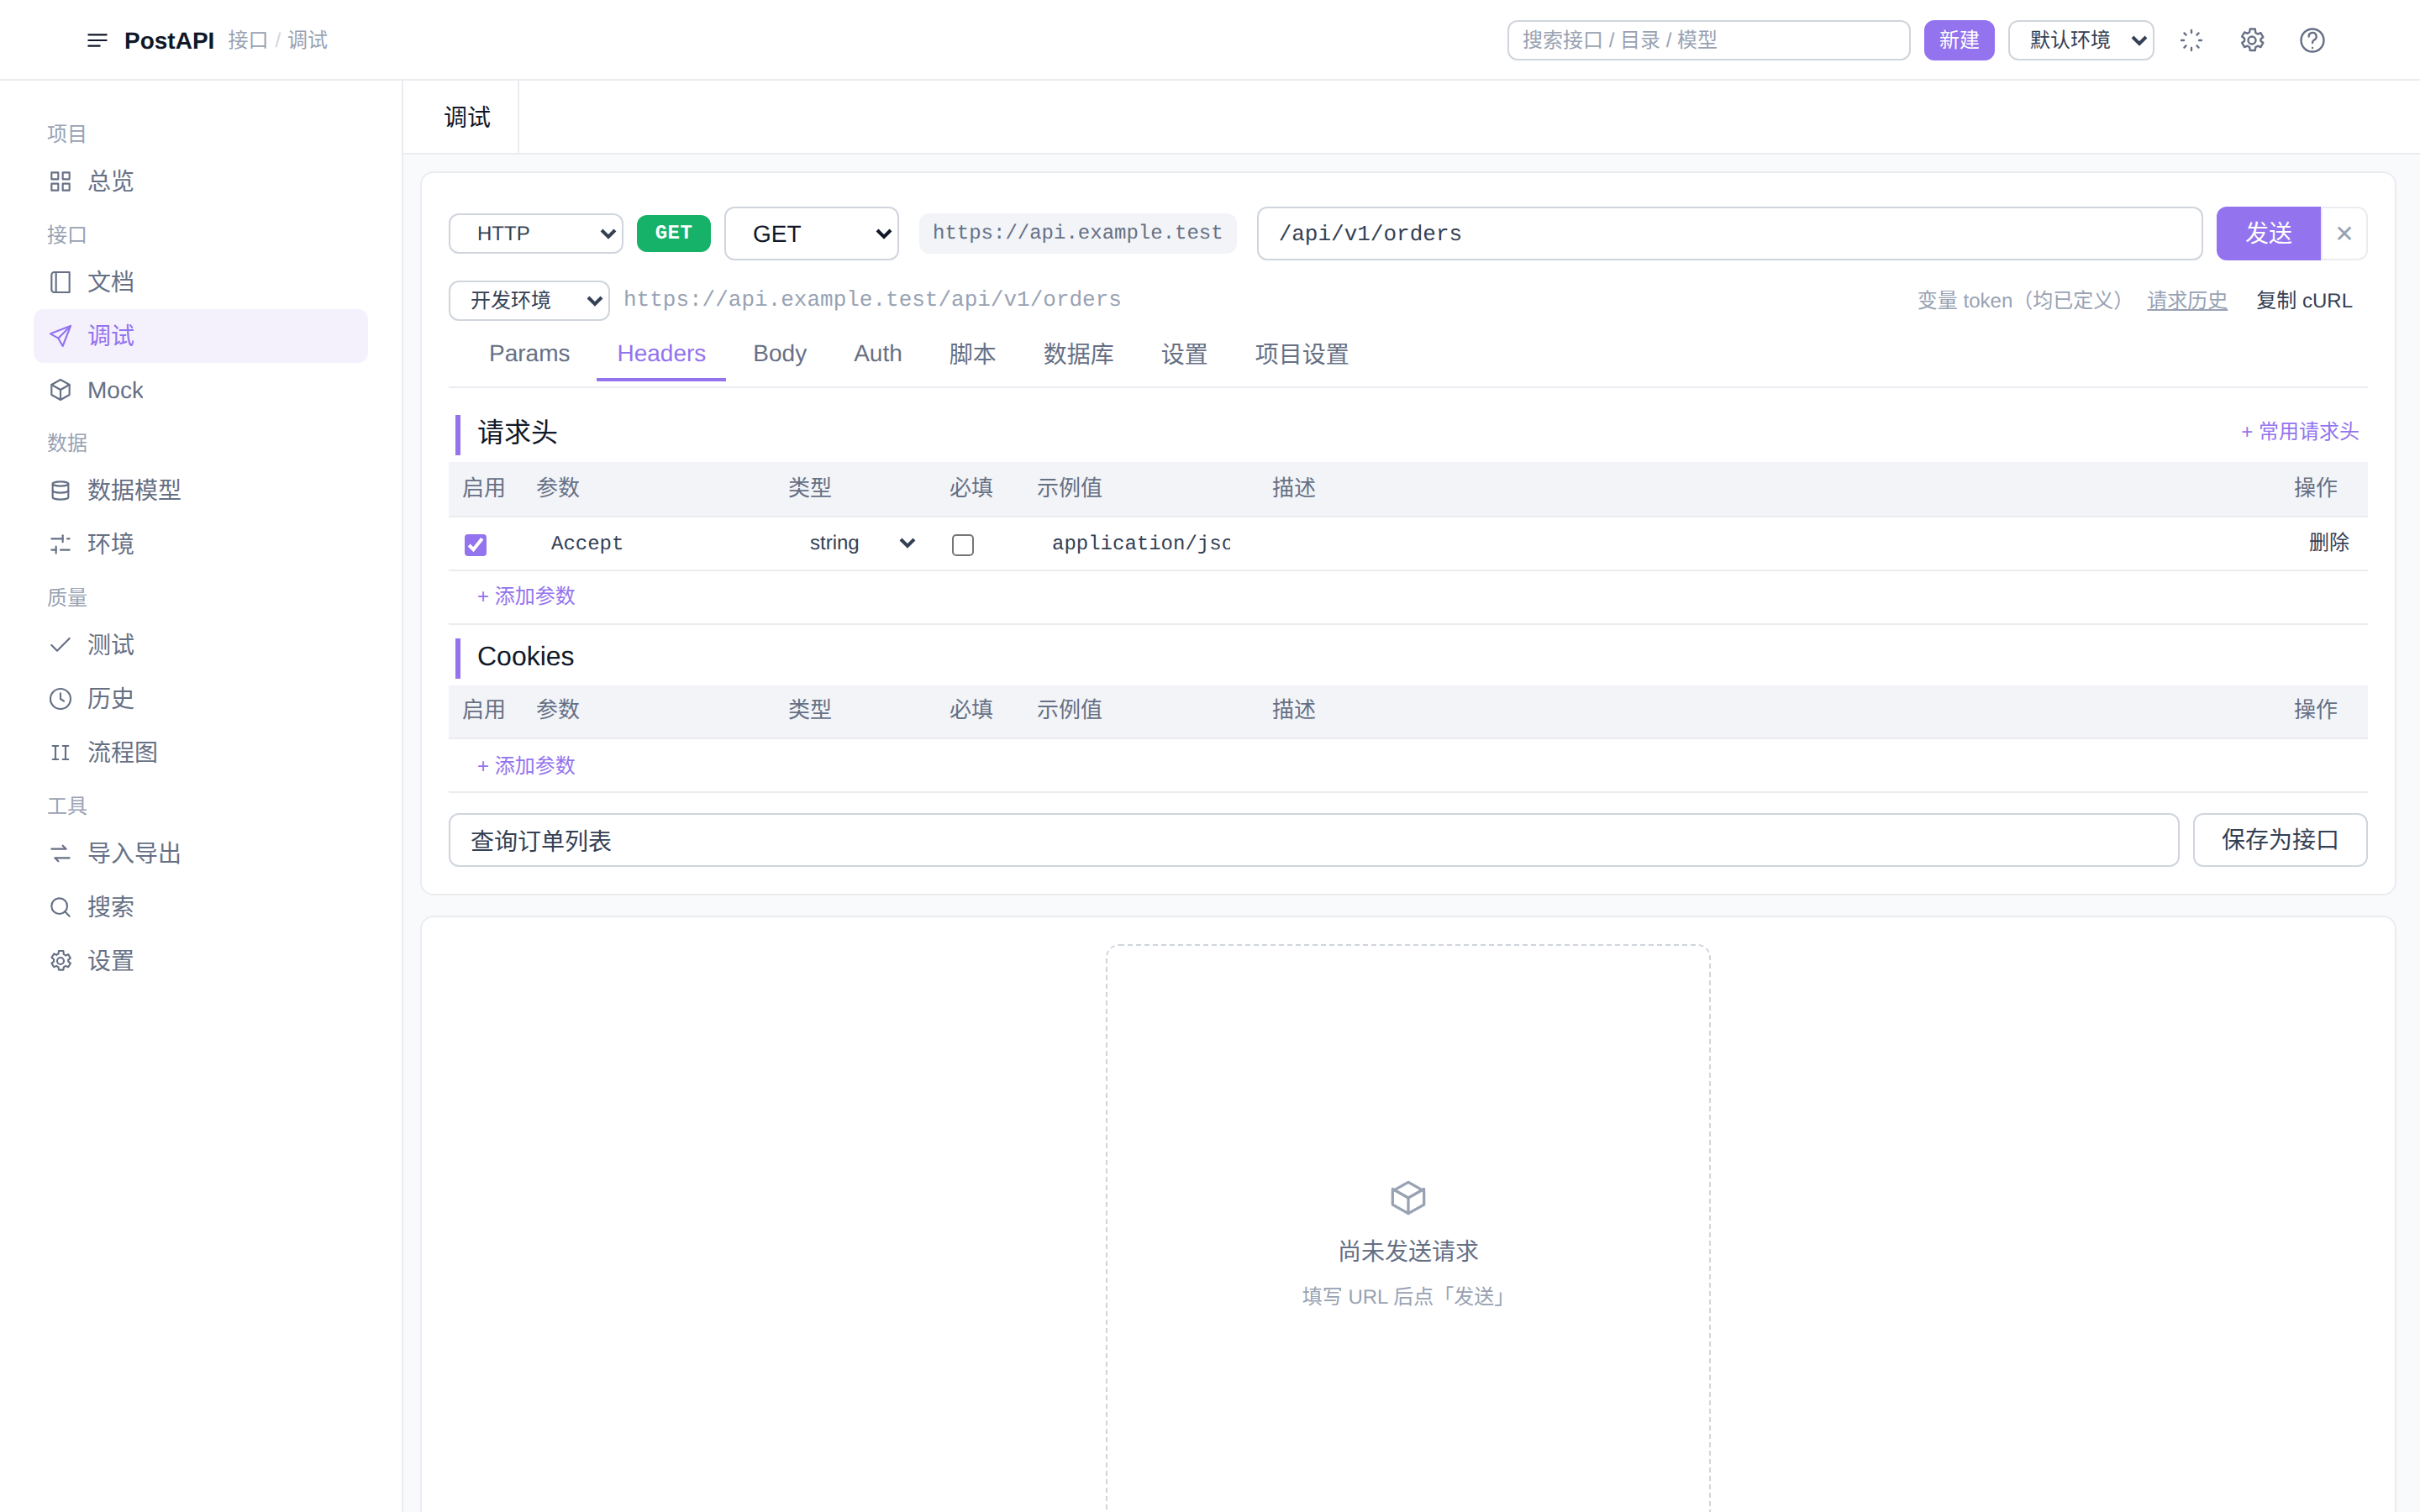 PostAPI 接口 / 调试
搜索接口 / 目录 / 模型
新建
默认环境
项目
总览
接口
文档
调试
Mock
数据
数据模型
环境
质量
测试
历史
流程图
工具
导入导出
搜索
设置
调试
HTTP GET GET https://api.example.test /api/v1/orders 发送 ✕
开发环境 https://api.example.test/api/v1/orders 变量 token（均已定义） 请求历史 复制 cURL
Params Headers Body Auth 脚本 数据库 设置 项目设置
请求头 + 常用请求头
启用 参数 类型 必填 示例值 描述 操作
Accept string application/jsc 删除
+ 添加参数
Cookies
启用 参数 类型 必填 示例值 描述 操作
+ 添加参数
查询订单列表 保存为接口
尚未发送请求
填写 URL 后点「发送」